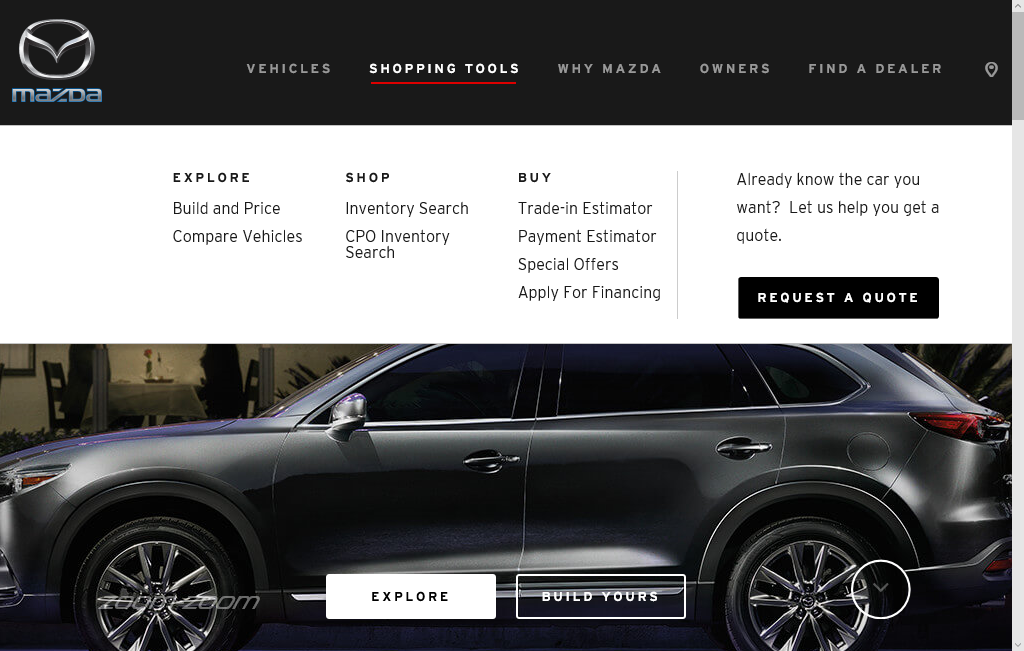 mazda
VEHICLES
SHOPPING TOOLS
WHY MAZDA
OWNERS
FIND A DEALER
EXPLORE
Build and Price
Compare Vehicles
SHOP
Inventory Search
CPO Inventory
Search
BUY
Trade-in Estimator
Payment Estimator
Special Offers
Apply For Financing
Already know the car you
want? Let us help you get a
quote.
REQUEST A QUOTE
zoom-zoom
EXPLORE
BUILD YOURS